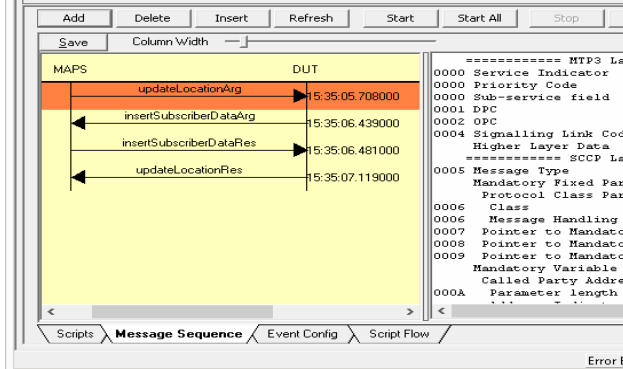 Add Delete Insert Refresh Start Start All Stop
Save Column Width
MAPS DUT
updateLocationArg
15:35:05.708000
insertSubscriberDataArg
15:35:06.439000
insertSubscriberDataRes
15:35:06.481000
updateLocationRes
15:35:07.119000
============ MTP3 La
0000 Service Indicator
0000 Priority Code
0000 Sub-service field
0001 DPC
0002 OPC
0004 Signalling Link Cod
Higher Layer Data
============ SCCP La
0005 Message Type
Mandatory Fixed Par
Protocol Class Par
0006 Class
0006 Message Handling
0007 Pointer to Mandato
0008 Pointer to Mandato
0009 Pointer to Mandato
Mandatory Variable
Called Party Addre
000A Parameter length
Scripts Message Sequence Event Config Script Flow
Error E